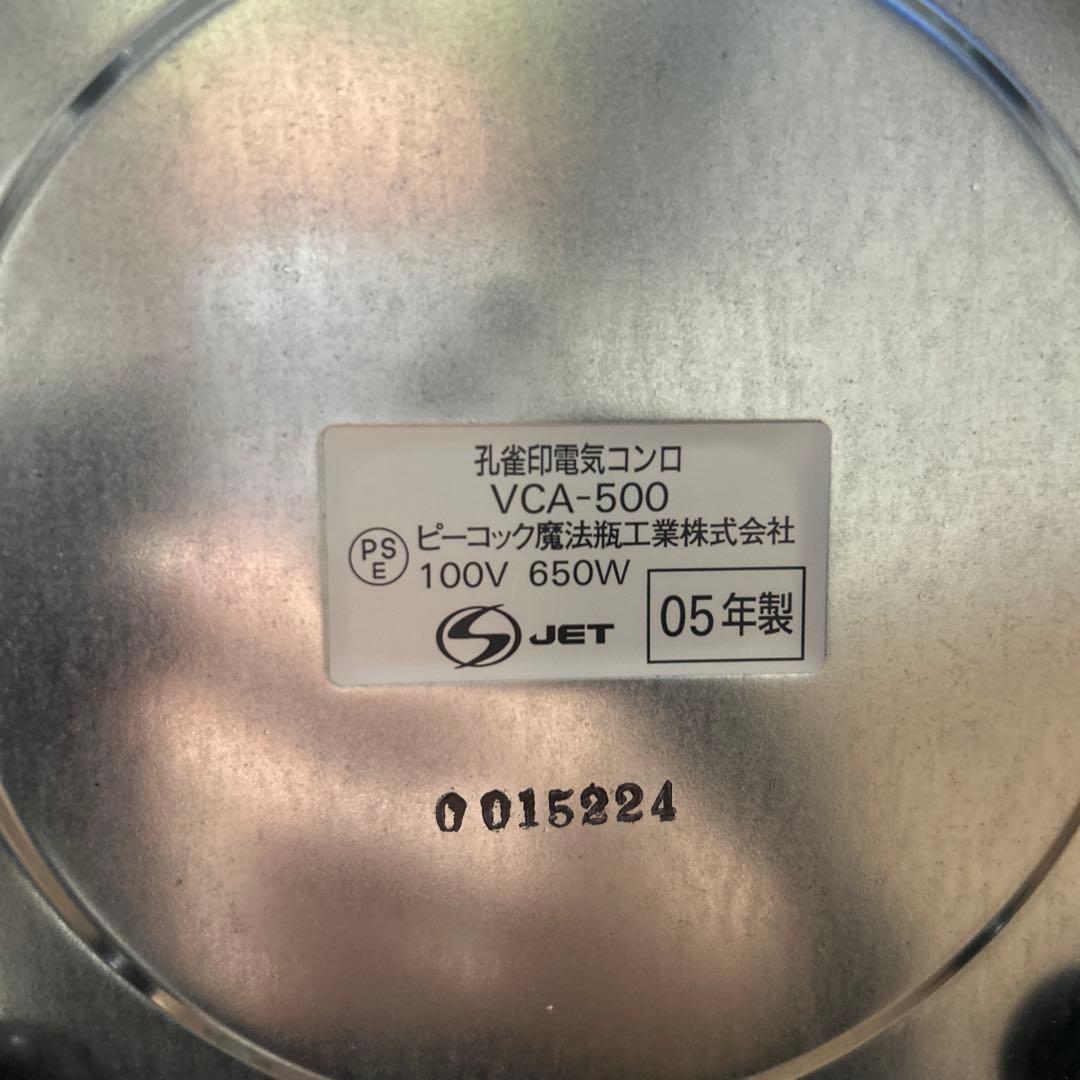 孔雀印電気コンロ
VCA-500
PS
E
ピーコック魔法瓶工業株式会社
100V 650W
JET
05年製
0015224